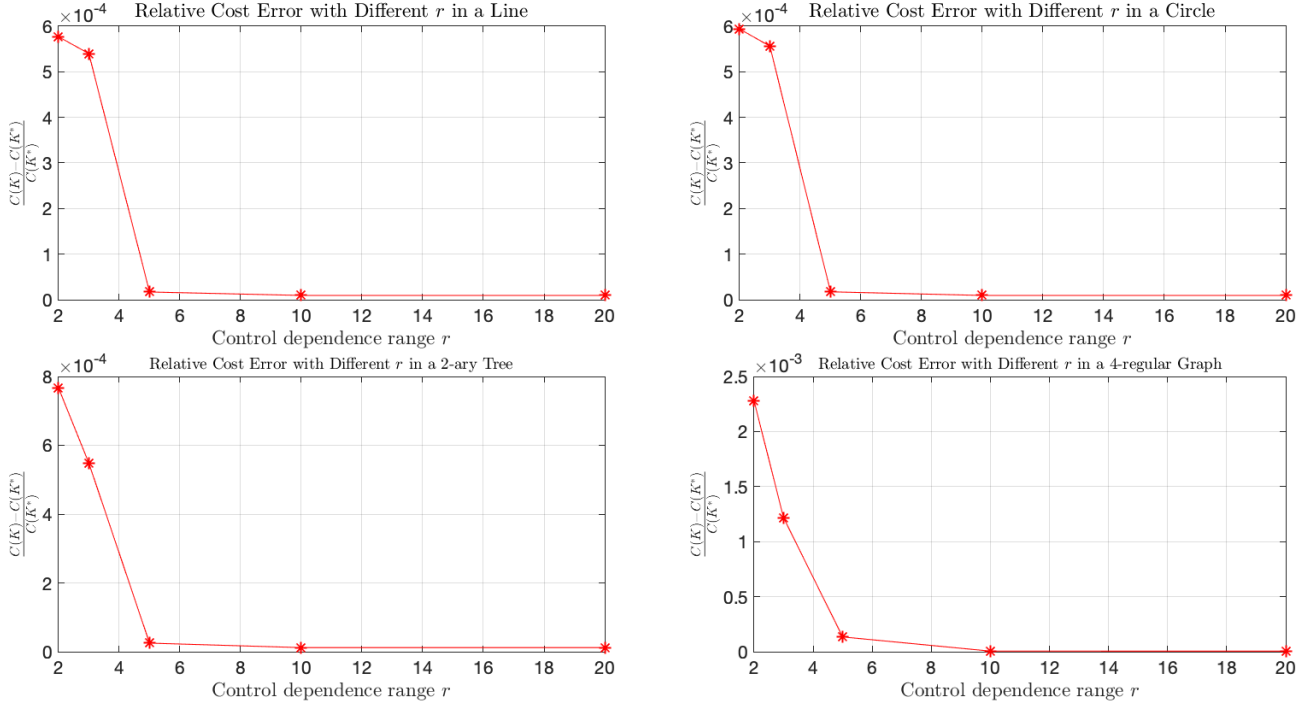 Relative Cost Error with Different r in a Line
×10⁻⁴
6
5
4
3
2
1
0
C(K)−C(K*)
C(K*)
2 4 6 8 10 12 14 16 18 20
Control dependence range r
Relative Cost Error with Different r in a Circle
×10⁻⁴
6
5
4
3
2
1
0
C(K)−C(K*)
C(K*)
2 4 6 8 10 12 14 16 18 20
Control dependence range r
Relative Cost Error with Different r in a 2-ary Tree
×10⁻⁴
8
6
4
2
0
C(K)−C(K*)
C(K*)
2 4 6 8 10 12 14 16 18 20
Control dependence range r
Relative Cost Error with Different r in a 4-regular Graph
×10⁻³
2.5
2
1.5
1
0.5
0
C(K)−C(K*)
C(K*)
2 4 6 8 10 12 14 16 18 20
Control dependence range r